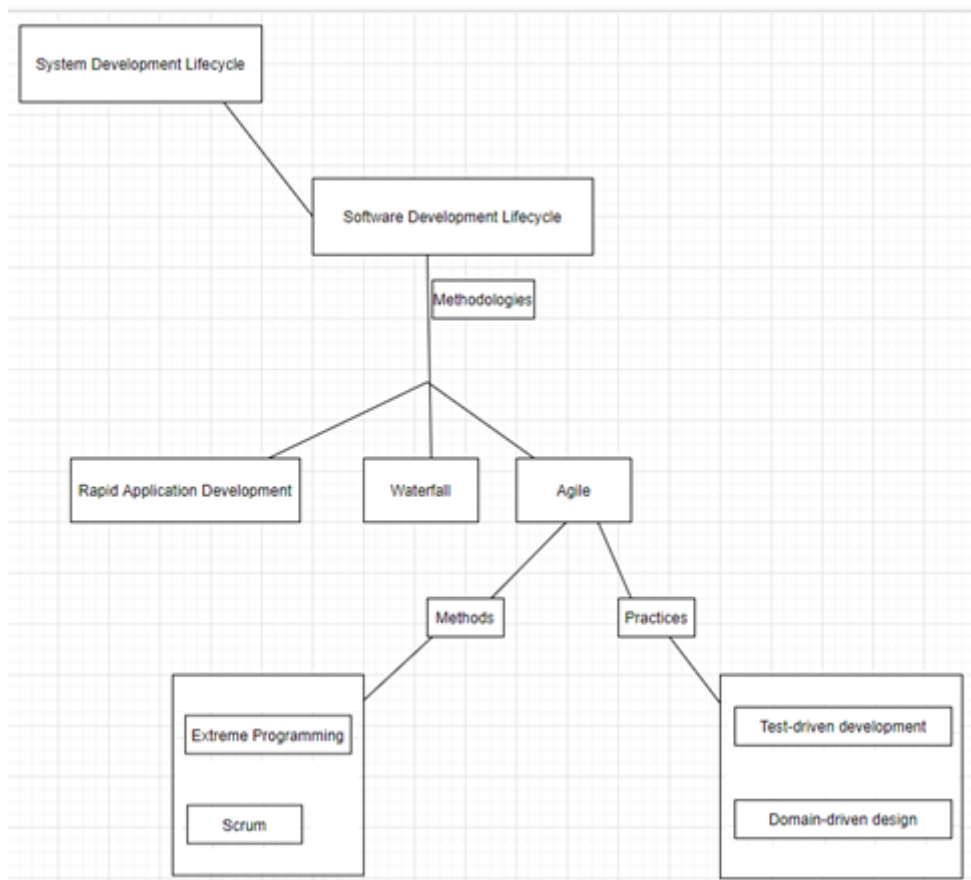 System Development Lifecycle
Software Development Lifecycle
Methodologies
Rapid Application Development
Waterfall
Agile
Methods
Practices
Extreme Programming
Test-driven development
Scrum
Domain-driven design